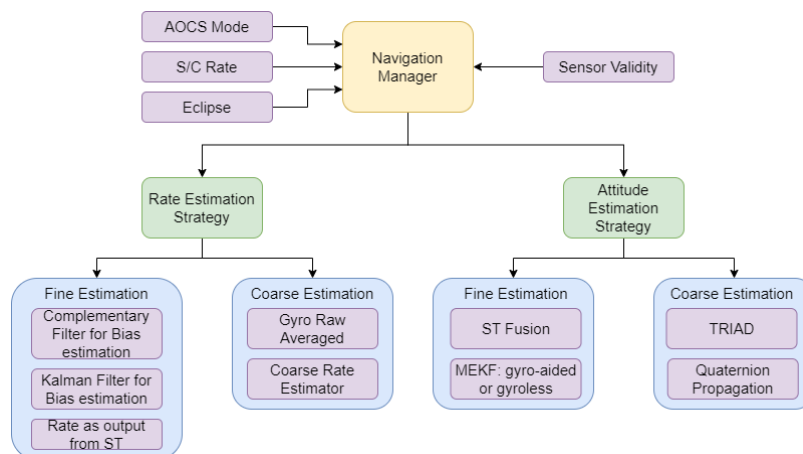 AOCS Mode
S/C Rate
Eclipse
Navigation
Manager
Sensor Validity
Rate Estimation
Strategy
Attitude
Estimation
Strategy
Fine Estimation
Complementary
Filter for Bias
estimation
Kalman Filter for
Bias estimation
Rate as output
from ST
Coarse Estimation
Gyro Raw
Averaged
Coarse Rate
Estimator
Fine Estimation
ST Fusion
MEKF: gyro-aided
or gyroless
Coarse Estimation
TRIAD
Quaternion
Propagation